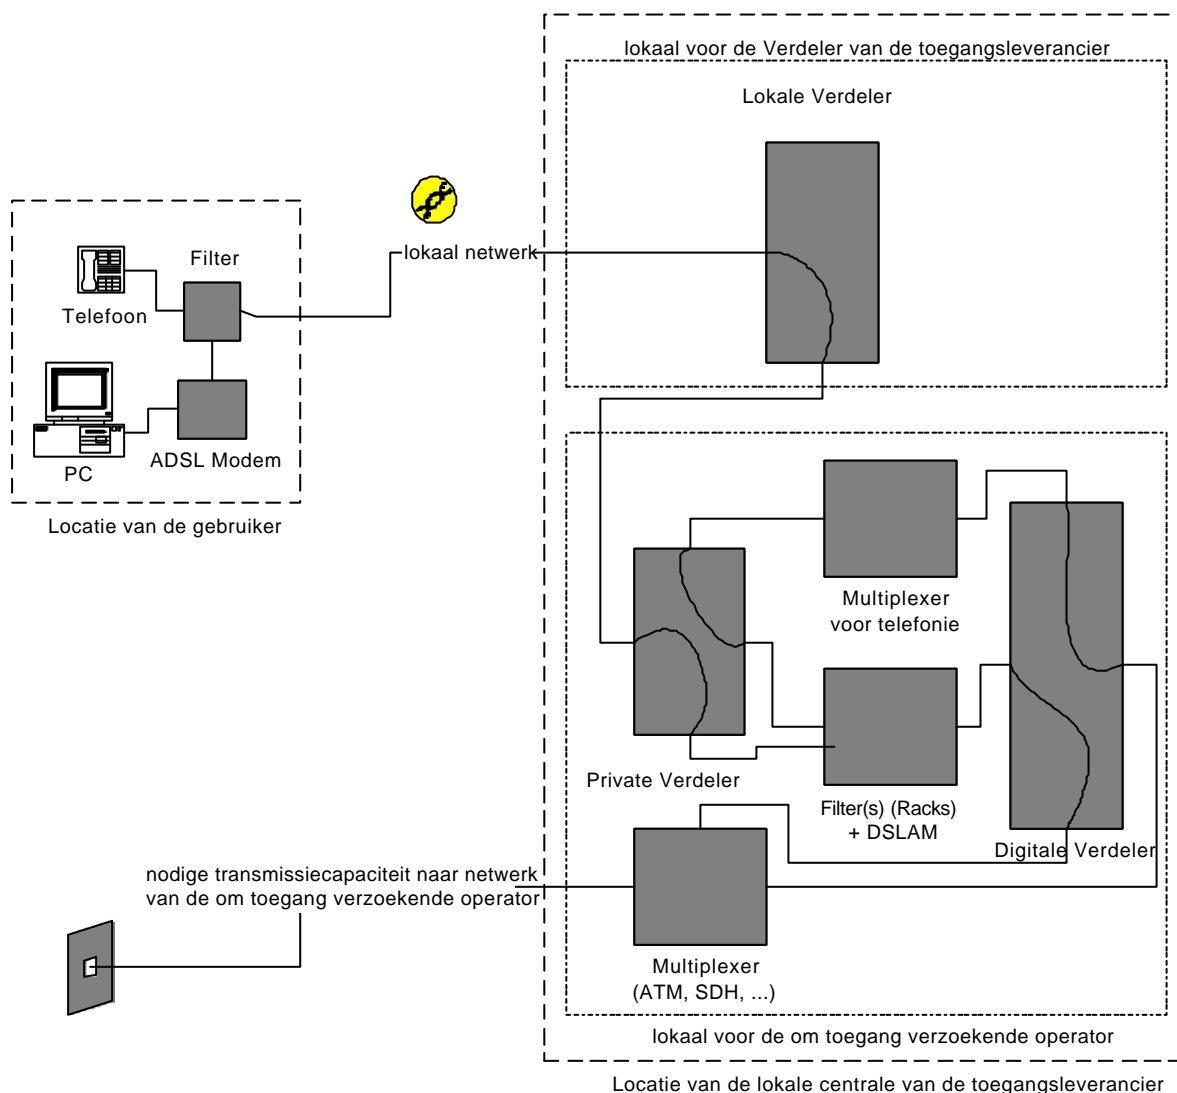 lokaal voor de Verdeler van de toegangsleverancier
Lokale Verdeler
Filter
lokaal netwerk
Telefoon
PC
ADSL Modem
Locatie van de gebruiker
Multiplexer
voor telefonie
Private Verdeler
Filter(s) (Racks)
+ DSLAM
Digitale Verdeler
nodige transmissiecapaciteit naar netwerk
van de om toegang verzoekende operator
Multiplexer
(ATM, SDH, ...)
lokaal voor de om toegang verzoekende operator
Locatie van de lokale centrale van de toegangsleverancier